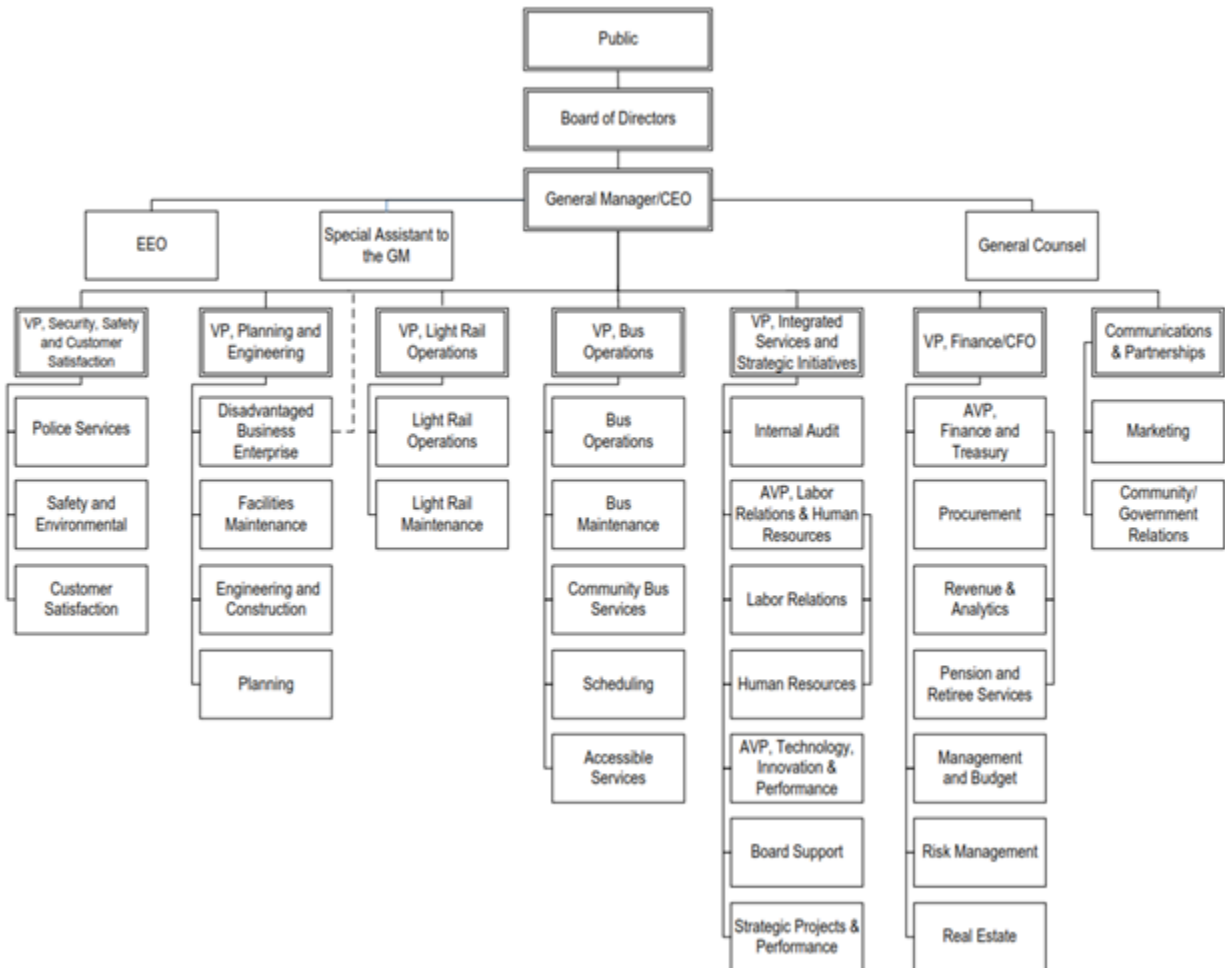 Public
Board of Directors
General Manager/CEO
EEO
Special Assistant to
the GM
General Counsel
VP, Security, Safety
and Customer
Satisfaction
VP, Planning and
Engineering
VP, Light Rail
Operations
VP, Bus
Operations
VP, Integrated
Services and
Strategic Initiatives
VP, Finance/CFO
Communications
& Partnerships
Police Services
Safety and
Environmental
Customer
Satisfaction
Disadvantaged
Business
Enterprise
Facilities
Maintenance
Engineering and
Construction
Planning
Light Rail
Operations
Light Rail
Maintenance
Bus
Operations
Bus
Maintenance
Community Bus
Services
Scheduling
Accessible
Services
Internal Audit
AVP, Labor
Relations & Human
Resources
Labor Relations
Human Resources
AVP, Technology,
Innovation &
Performance
Board Support
Strategic Projects &
Performance
AVP,
Finance and
Treasury
Procurement
Revenue &
Analytics
Pension and
Retiree Services
Management
and Budget
Risk Management
Real Estate
Marketing
Community/
Government
Relations